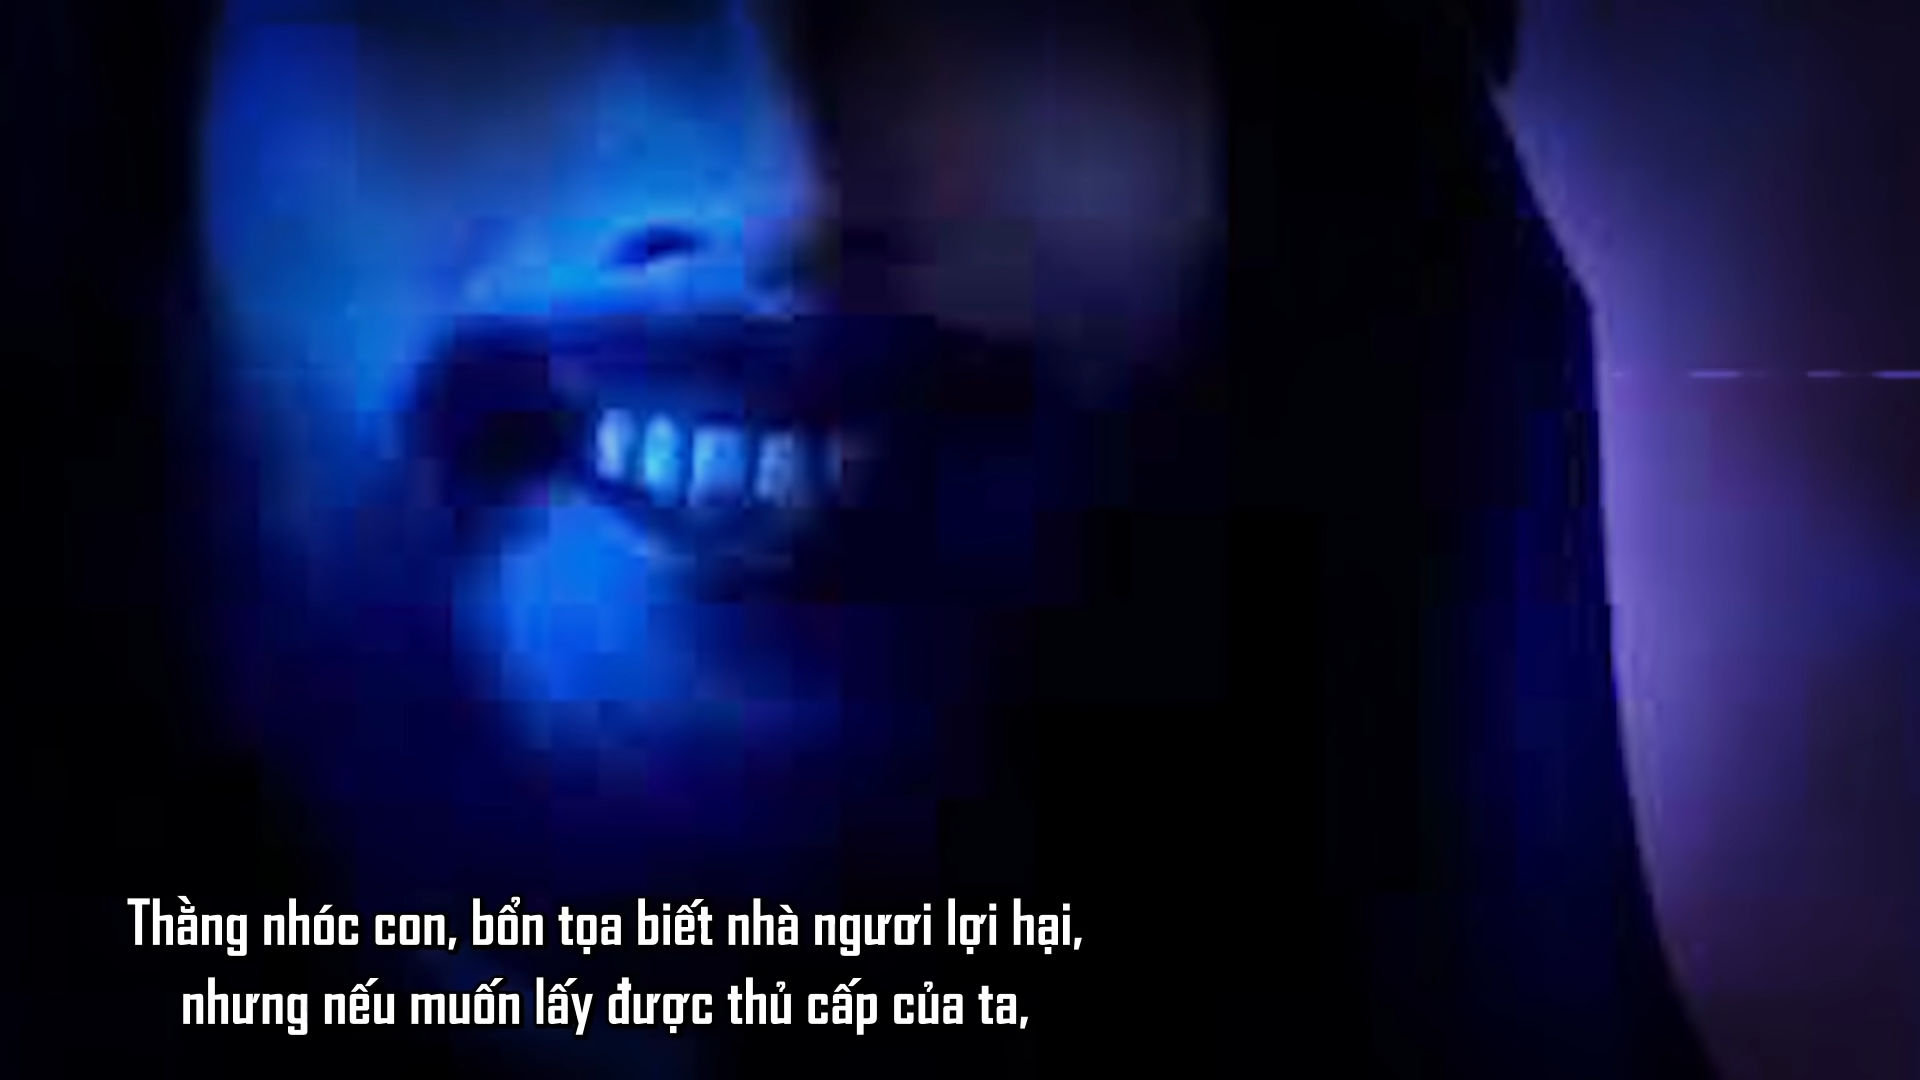 Thằng nhóc con, bổn tọa biết nhà ngươi lợi hại,
nhưng nếu muốn lấy được thủ cấp của ta,